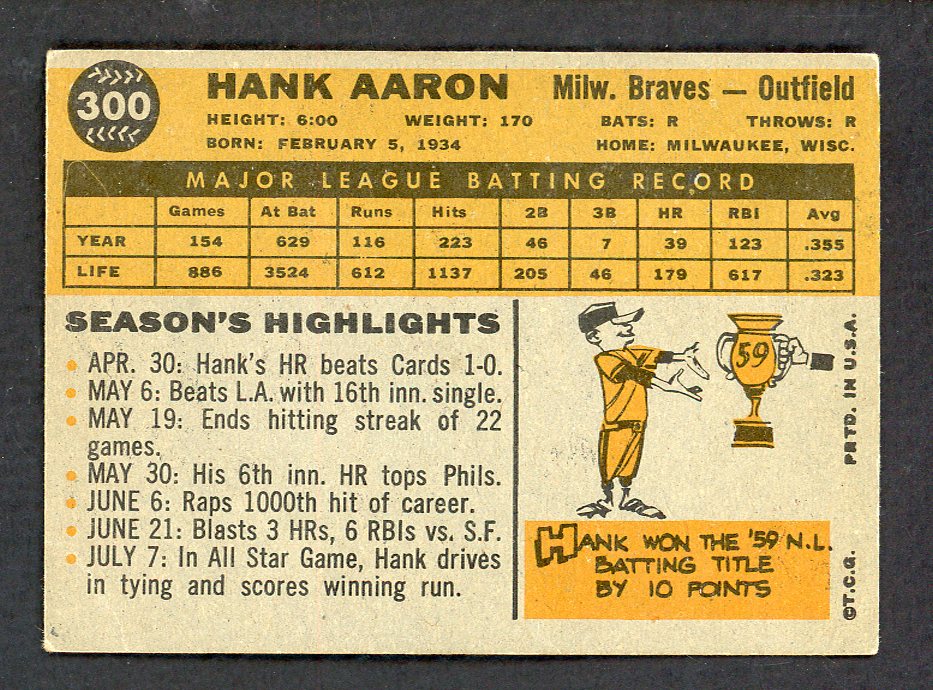 300
HANK AARON Milw. Braves — Outfield
HEIGHT: 6:00 WEIGHT: 170 BATS: R THROWS: R
BORN: FEBRUARY 5, 1934 HOME: MILWAUKEE, WISC.
MAJOR LEAGUE BATTING RECORD
Games At Bat Runs Hits 2B 3B HR RBI Avg
YEAR 154 629 116 223 46 7 39 123 .355
LIFE 886 3524 612 1137 205 46 179 617 .323
SEASON'S HIGHLIGHTS
• APR. 30: Hank's HR beats Cards 1-0.
• MAY 6: Beats L.A. with 16th inn. single.
• MAY 19: Ends hitting streak of 22
games.
• MAY 30: His 6th inn. HR tops Phils.
• JUNE 6: Raps 1000th hit of career.
• JUNE 21: Blasts 3 HRs, 6 RBIs vs. S.F.
• JULY 7: In All Star Game, Hank drives
in tying and scores winning run.
59
HANK WON THE '59 N.L.
BATTING TITLE
BY 10 POINTS
©T.C.G. PRTD. IN U.S.A.